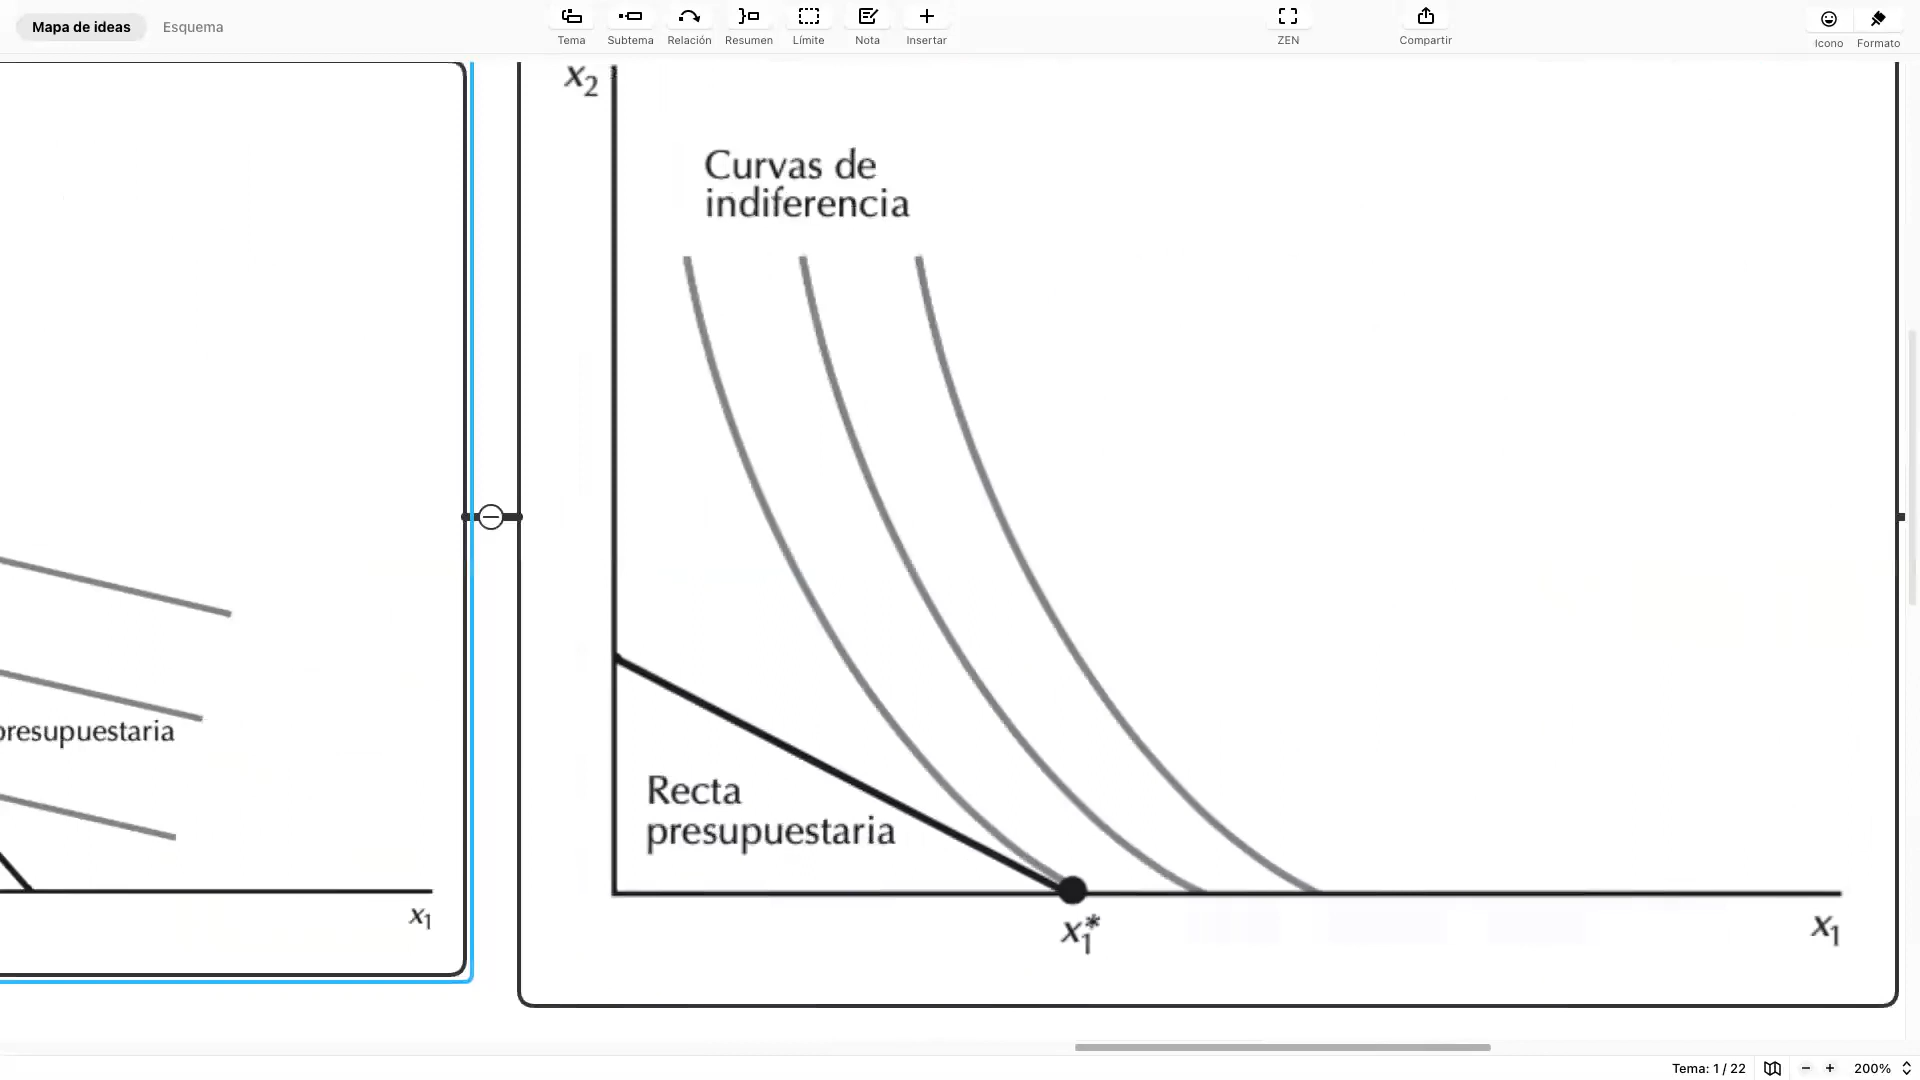 Mapa de ideas
Esquema
Tema
Subtema
Relación
Resumen
Límite
Nota
Insertar
ZEN
Compartir
Icono
Formato
presupuestaria
x1
x2
Curvas de
indiferencia
Recta
presupuestaria
x1*
x1
Tema: 1 / 22
200%